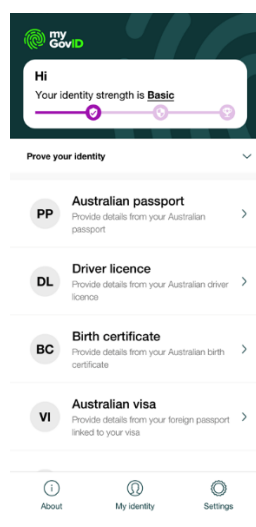 my
GovID
Hi
Your identity strength is Basic
Prove your identity
PP
Australian passport
Provide details from your Australian
passport
DL
Driver licence
Provide details from your Australian driver
licence
BC
Birth certificate
Provide details from your Australian birth
certificate
VI
Australian visa
Provide details from your foreign passport
linked to your visa
About
My identity
Settings